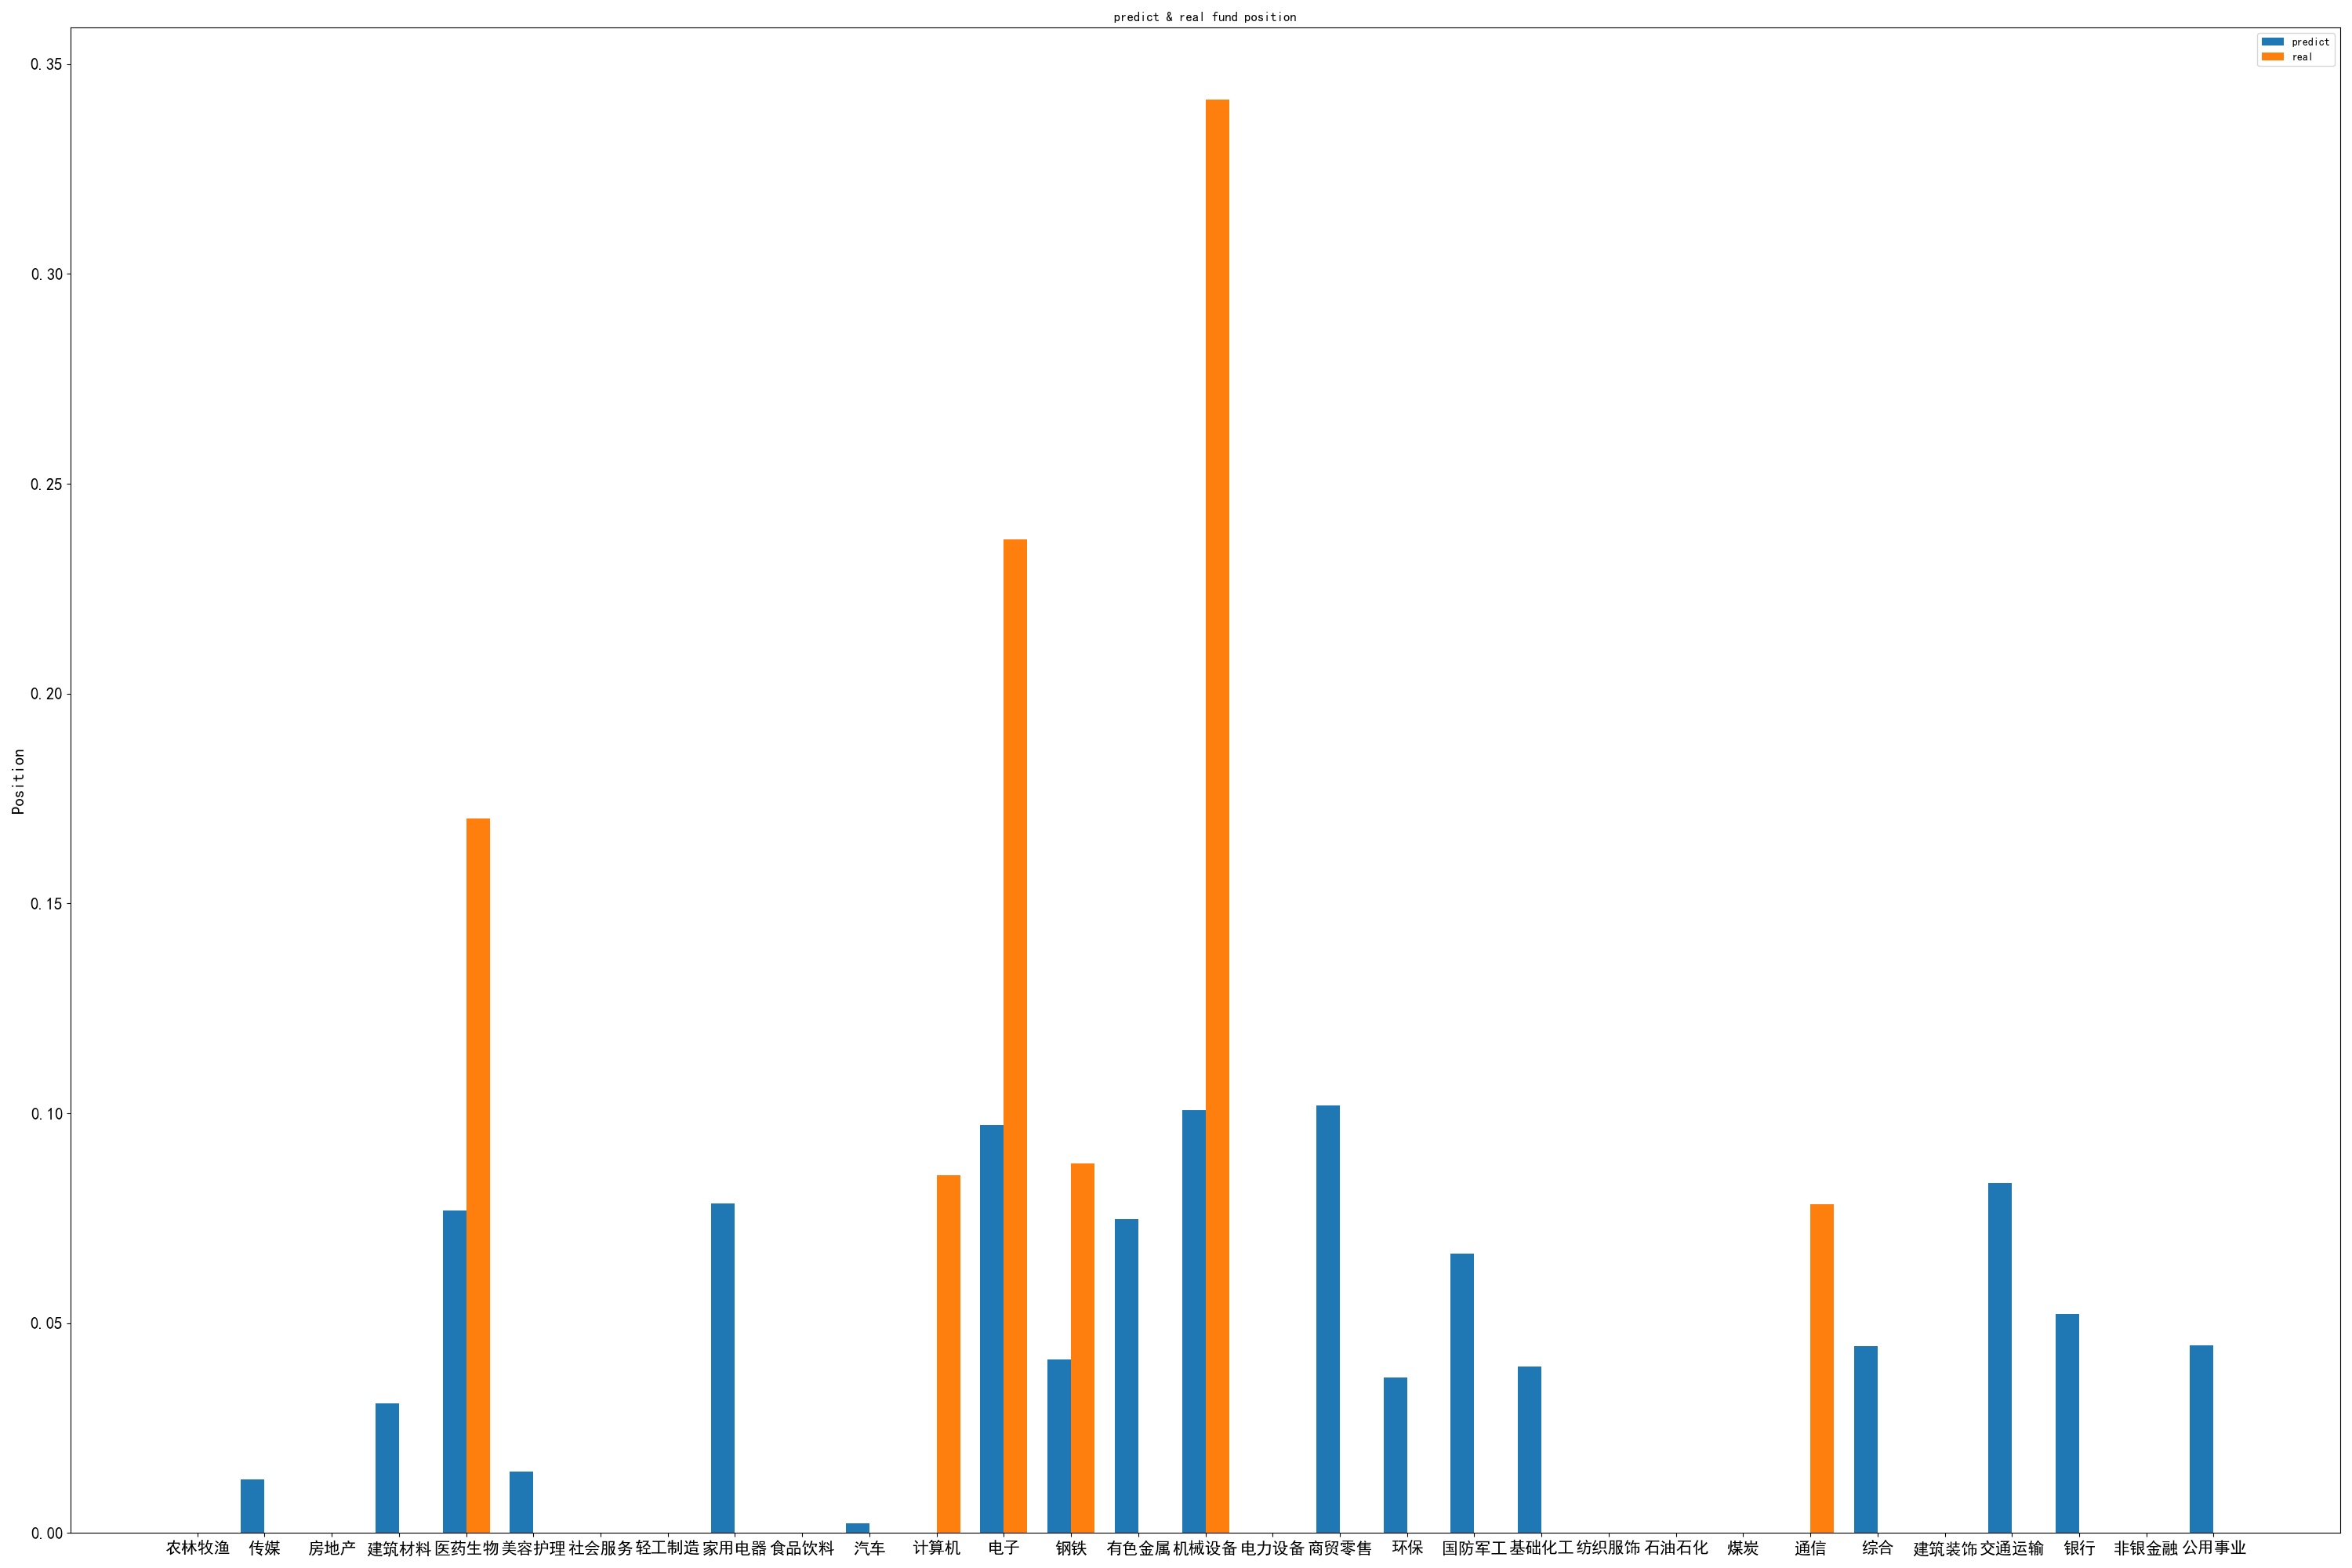 predict & real fund position
predict
real
0.35
0.30
0.25
0.20
0.15
0.10
0.05
0.00
Position
农林牧渔 传媒 房地产 建筑材料 医药生物 美容护理 社会服务 轻工制造 家用电器 食品饮料 汽车 计算机 电子 钢铁 有色金属 机械设备 电力设备 商贸零售 环保 国防军工 基础化工 纺织服饰 石油石化 煤炭 通信 综合 建筑装饰 交通运输 银行 非银金融 公用事业